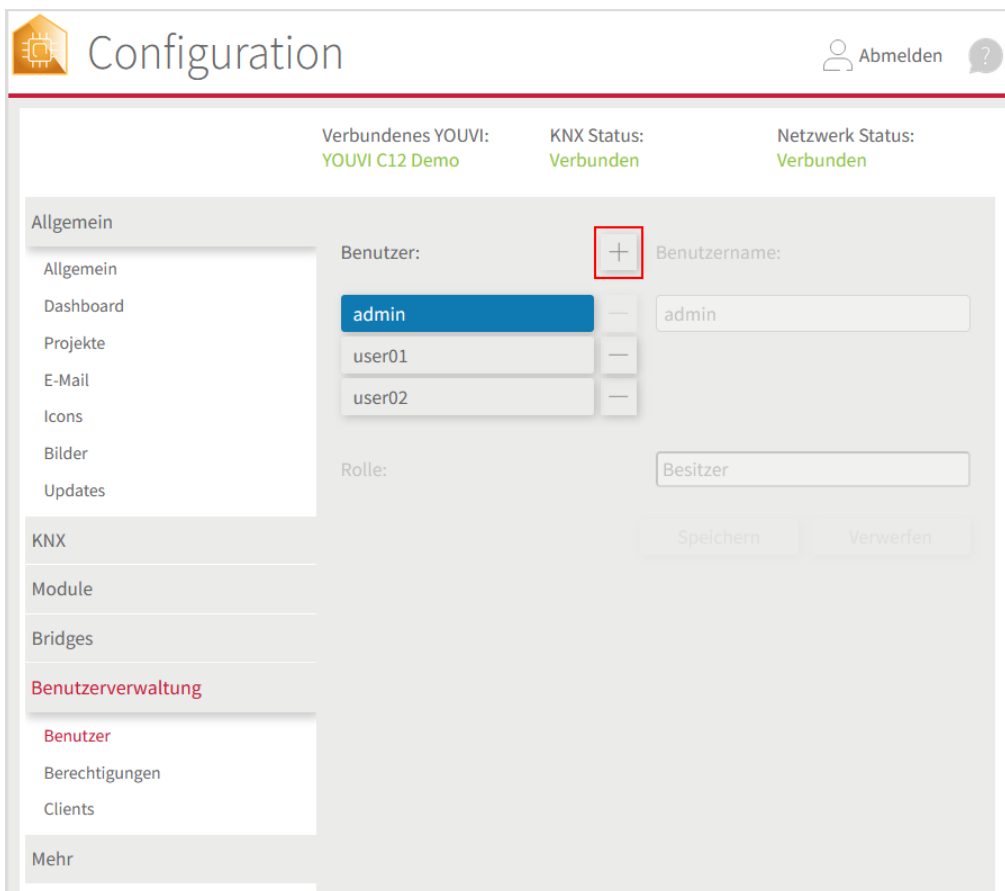 Configuration
Abmelden
?
Verbundenes YOUVI:
YOUVI C12 Demo
KNX Status:
Verbunden
Netzwerk Status:
Verbunden
Allgemein
Allgemein
Dashboard
Projekte
E-Mail
Icons
Bilder
Updates
KNX
Module
Bridges
Benutzerverwaltung
Benutzer
Berechtigungen
Clients
Mehr
Benutzer:
Benutzername:
admin
admin
user01
user02
Rolle:
Besitzer
Speichern
Verwerfen